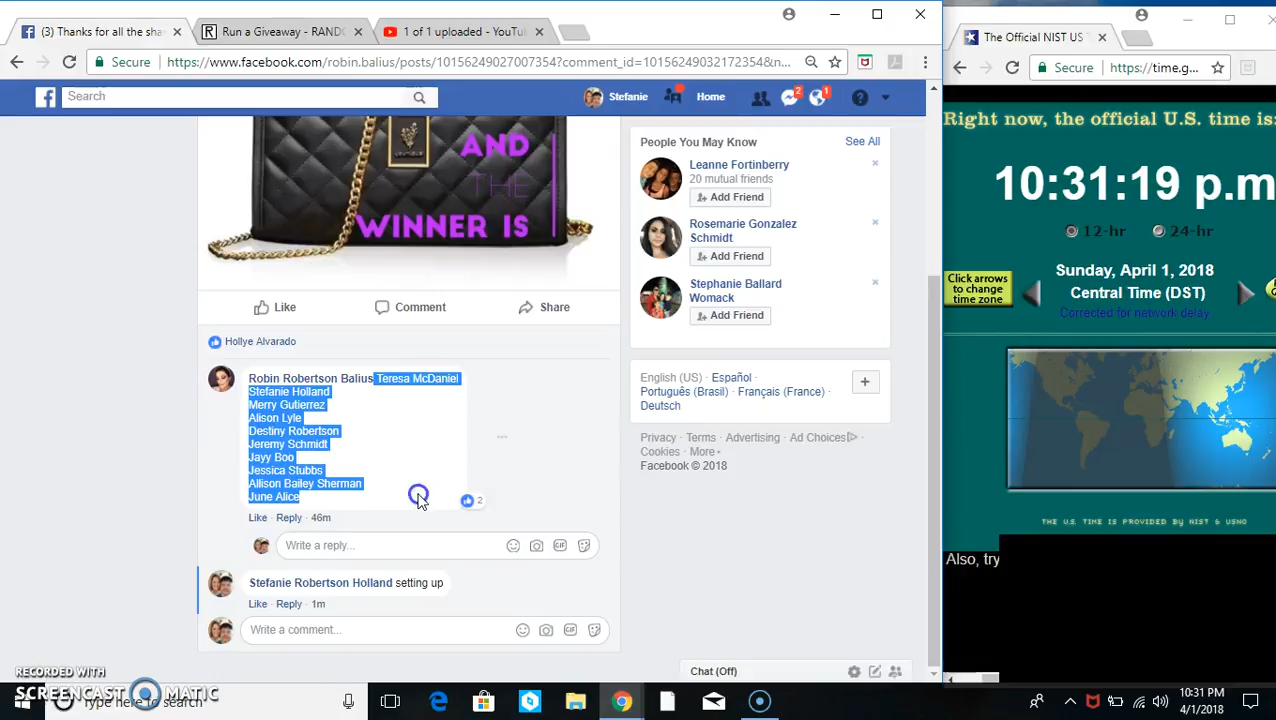 (3) Thanks for all the sha
Run a Giveaway - RAND
1 of 1 uploaded - YouTu
The Official NIST US
Secure
https://www.facebook.com/robin.balius/posts/10156249027007354?comment_id=10156249032172354&n...
Secure
https://time.g...
Search
Stefanie
Home
2
1
AND
THE
WINNER IS
Like
Comment
Share
Hollye Alvarado
Robin Robertson Balius Teresa McDaniel
Stefanie Holland
Merry Gutierrez
Alison Lyle
Destiny Robertson
Jeremy Schmidt
Jayy Boo
Jessica Stubbs
Allison Bailey Sherman
June Alice
2
Like · Reply · 46m
Write a reply...
Stefanie Robertson Holland setting up
Like · Reply · 1m
Write a comment...
People You May Know
See All
Leanne Fortinberry
20 mutual friends
Add Friend
Rosemarie Gonzalez
Schmidt
Add Friend
Stephanie Ballard
Womack
Add Friend
English (US) · Español ·
Português (Brasil) · Français (France) ·
Deutsch
Privacy · Terms · Advertising · Ad Choices ·
Cookies · More
Facebook © 2018
Chat (Off)
Right now, the official U.S. time is:
10:31:19 p.m
12-hr
24-hr
Click arrows
to change
time zone
Sunday, April 1, 2018
Central Time (DST)
Corrected for network delay
THE U.S. TIME IS PROVIDED BY NIST & USNO
Also, try
RECORDED WITH
SCREENCAST MATIC
Type here to search
10:31 PM
4/1/2018